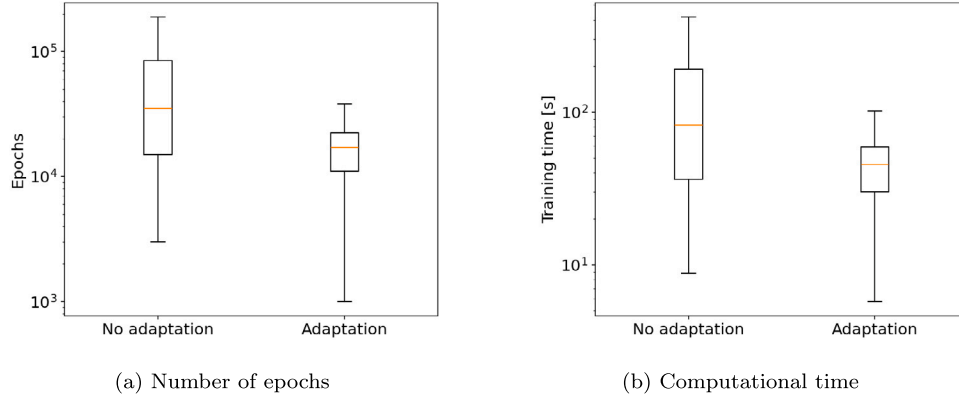 Epochs
10^5
10^4
10^3
No adaptation
Adaptation
(a) Number of epochs
Training time [s]
10^2
10^1
No adaptation
Adaptation
(b) Computational time